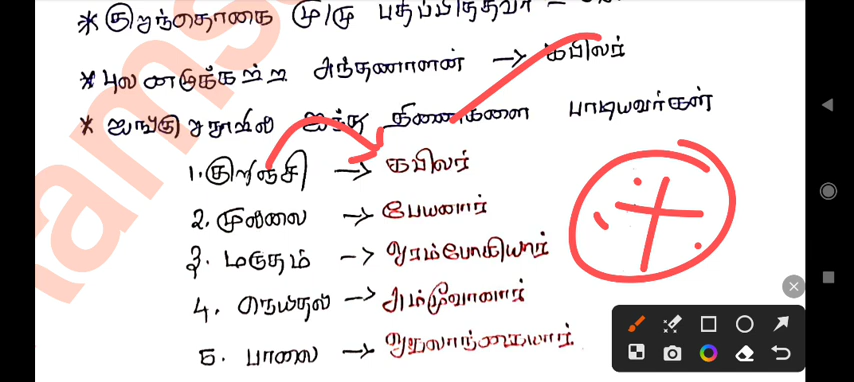 * குறுந்தொகை முழு பதிப்பித்தவர் –
* புலனழுக்கற்ற அந்தணாளன் → கபிலர்
* ஐங்குறுநூறில் ஐந்து திணைகளை பாடியவர்கள்
1. குறிஞ்சி → கபிலர்
2. முல்லை → பேயனார்
3. மருதம் → ஓரம்போகியார்
4. நெய்தல் → அம்மூவனார்
5. பாலை → ஓதலாந்தையார்